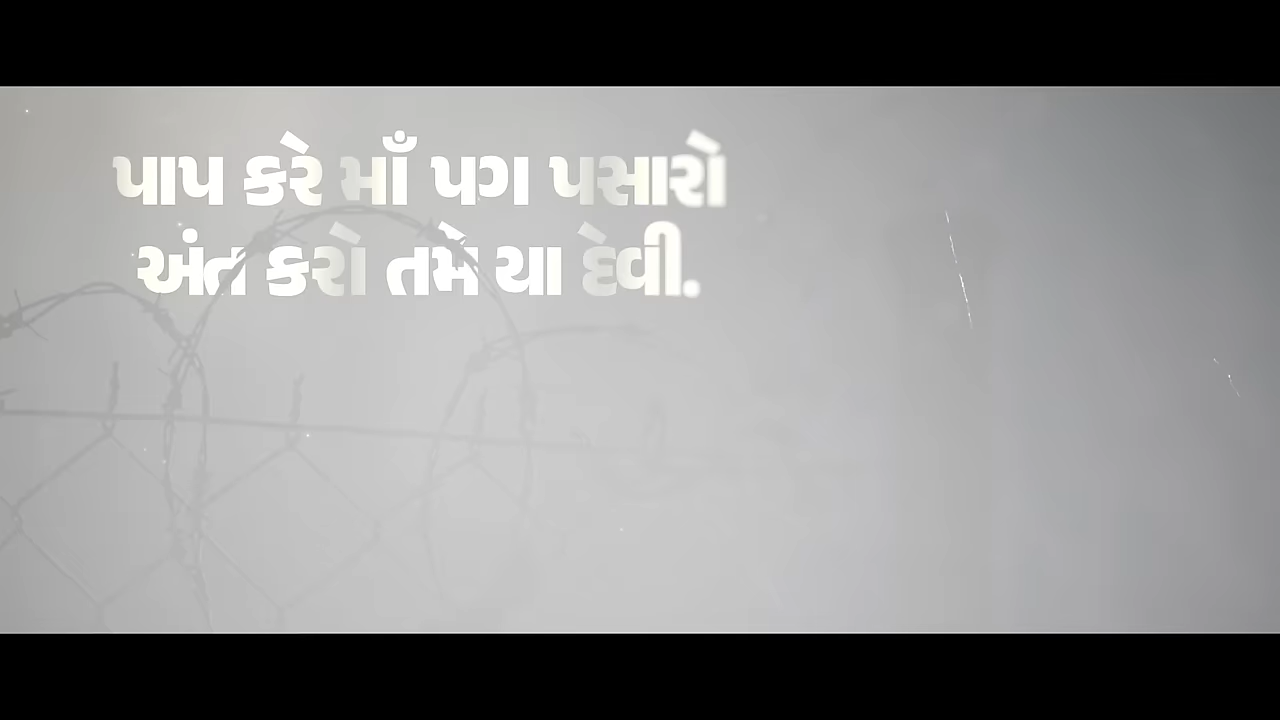 પાપ કરે માઁ પગ પસારો
અંત કરો તમે યા દેવી.